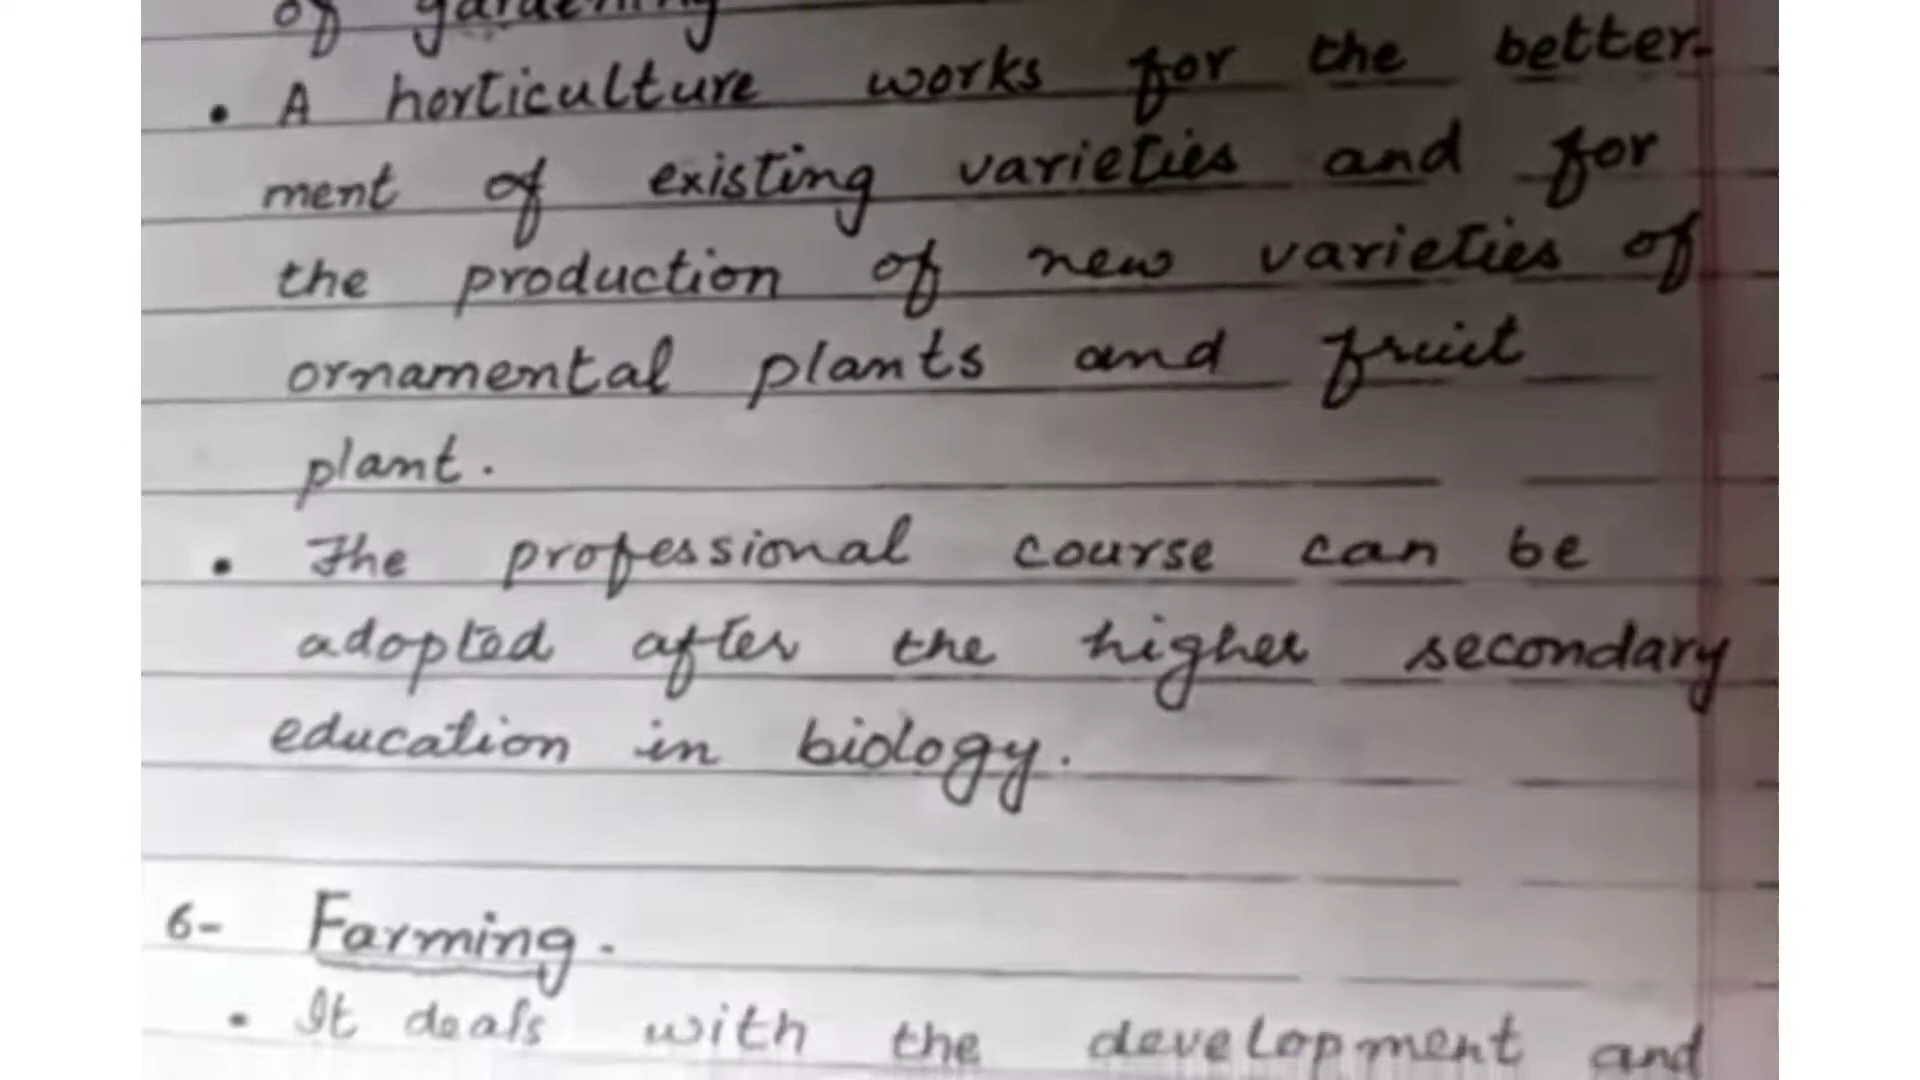 of gardening
• A horticulture works for the better-
ment of existing varieties and for
the production of new varieties of
ornamental plants and fruit
plant.
• The professional course can be
adopted after the higher secondary
education in biology.
6- Farming.
• It deals with the development and